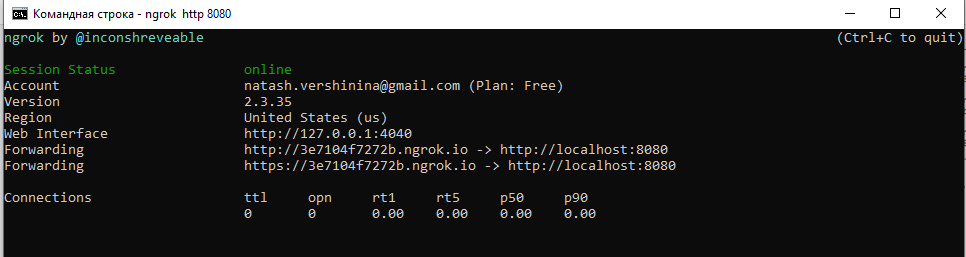 Командная строка - ngrok http 8080
ngrok by @inconshreveable (Ctrl+C to quit)
Session Status online
Account natash.vershinina@gmail.com (Plan: Free)
Version 2.3.35
Region United States (us)
Web Interface http://127.0.0.1:4040
Forwarding http://3e7104f7272b.ngrok.io -> http://localhost:8080
Forwarding https://3e7104f7272b.ngrok.io -> http://localhost:8080
Connections ttl opn rt1 rt5 p50 p90
0 0 0.00 0.00 0.00 0.00